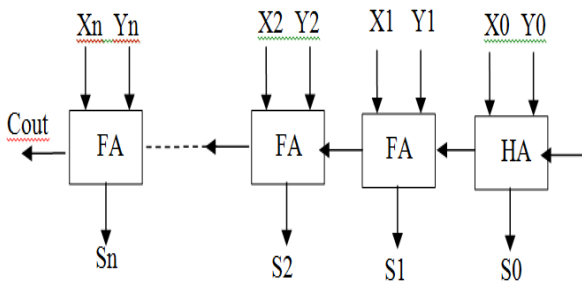 Xn Yn X2 Y2 X1 Y1 X0 Y0
Cout FA FA FA HA
Sn S2 S1 S0